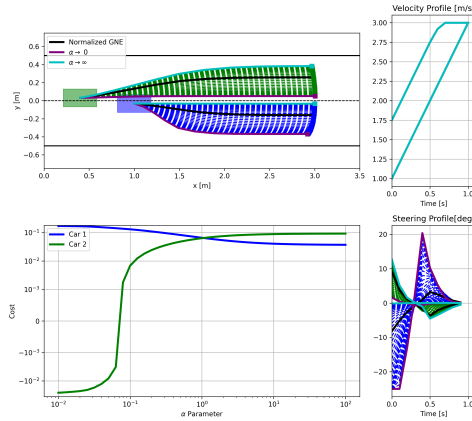 Velocity Profile [m/s
Normalized GNE
α → 0
α → ∞
y [m]
0.6
0.4
0.2
0.0
−0.2
−0.4
−0.6
0.0 0.5 1.0 1.5 2.0 2.5 3.0 3.5
x [m]
3.00
2.75
2.50
2.25
2.00
1.75
1.50
1.25
1.00
0.0 0.5 1.0
Time [s]
Steering Profile[deg
Car 1
Car 2
Cost
10⁻¹
10⁻²
10⁻³
0
−10⁻³
−10⁻²
10⁻² 10⁻¹ 10⁰ 10¹ 10²
α Parameter
20
10
0
−10
−20
0.0 0.5 1.0
Time [s]